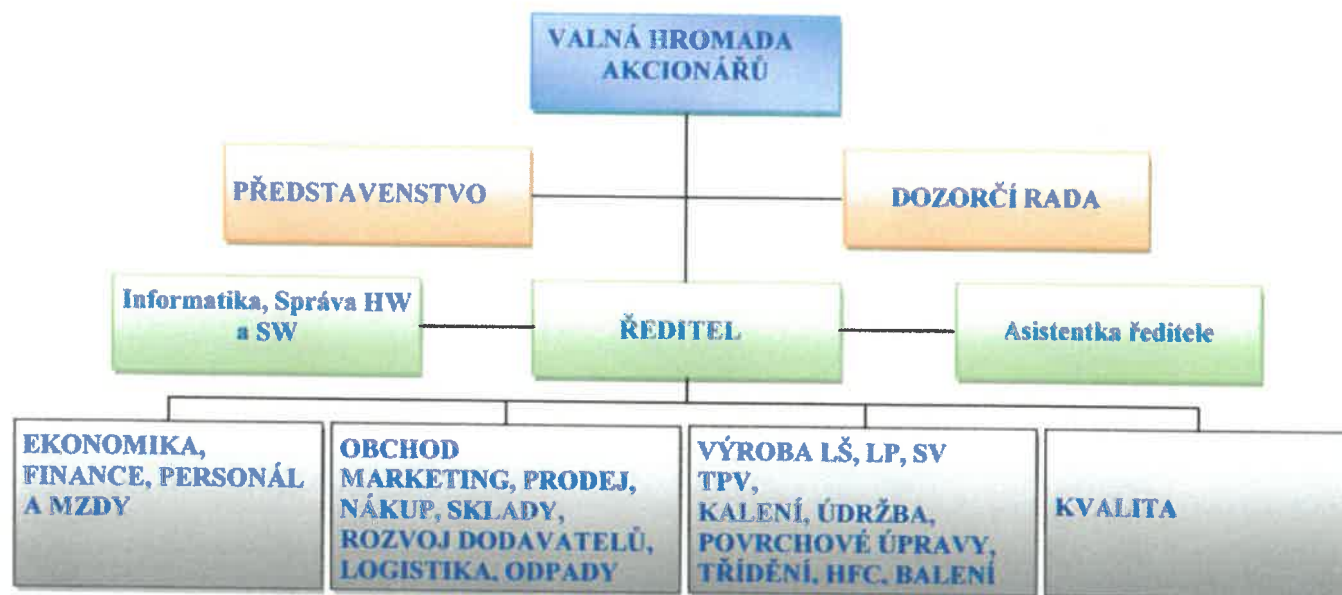 VALNÁ HROMADA
AKCIONÁŘŮ
PŘEDSTAVENSTVO
DOZORČÍ RADA
Informatika, Správa HW
a SW
ŘEDITEL
Asistentka ředitele
EKONOMIKA,
FINANCE, PERSONÁL
A MZDY
OBCHOD
MARKETING, PRODEJ,
NÁKUP, SKLADY,
ROZVOJ DODAVATELŮ,
LOGISTIKA, ODPADY
VÝROBA LŠ, LP, SV
TPV,
KALENÍ, ÚDRŽBA,
POVRCHOVÉ ÚPRAVY,
TŘÍDĚNÍ, HFC, BALENÍ
KVALITA